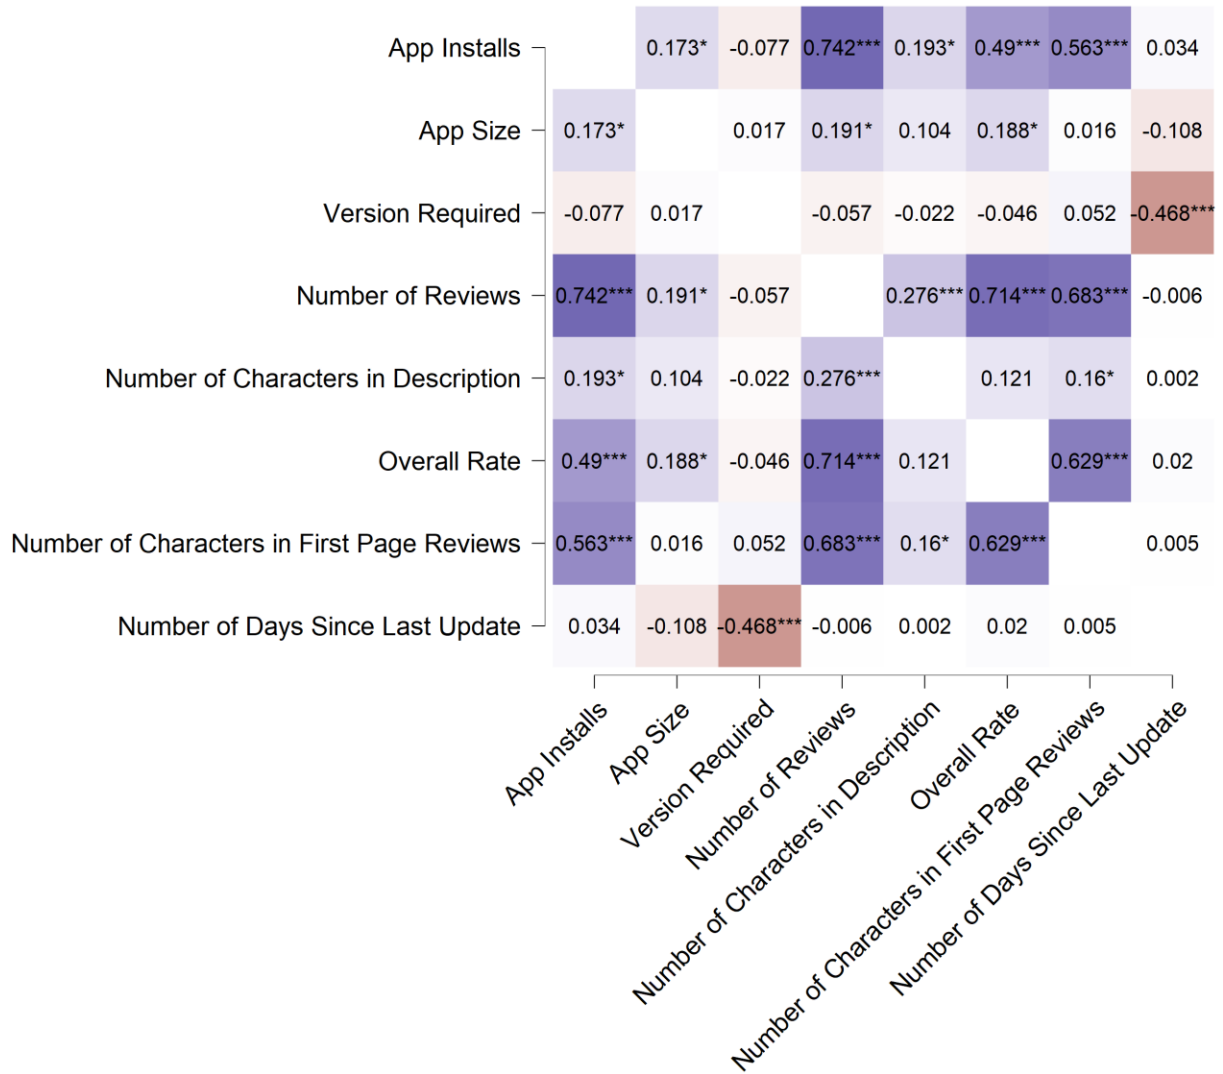 App Installs 0.173* -0.077 0.742*** 0.193* 0.49*** 0.563*** 0.034
App Size 0.173* 0.017 0.191* 0.104 0.188* 0.016 -0.108
Version Required -0.077 0.017 -0.057 -0.022 -0.046 0.052 -0.468***
Number of Reviews 0.742*** 0.191* -0.057 0.276*** 0.714*** 0.683*** -0.006
Number of Characters in Description 0.193* 0.104 -0.022 0.276*** 0.121 0.16* 0.002
Overall Rate 0.49*** 0.188* -0.046 0.714*** 0.121 0.629*** 0.02
Number of Characters in First Page Reviews 0.563*** 0.016 0.052 0.683*** 0.16* 0.629*** 0.005
Number of Days Since Last Update 0.034 -0.108 -0.468*** -0.006 0.002 0.02 0.005
App Installs
App Size
Version Required
Number of Reviews
Number of Characters in Description
Overall Rate
Number of Characters in First Page Reviews
Number of Days Since Last Update